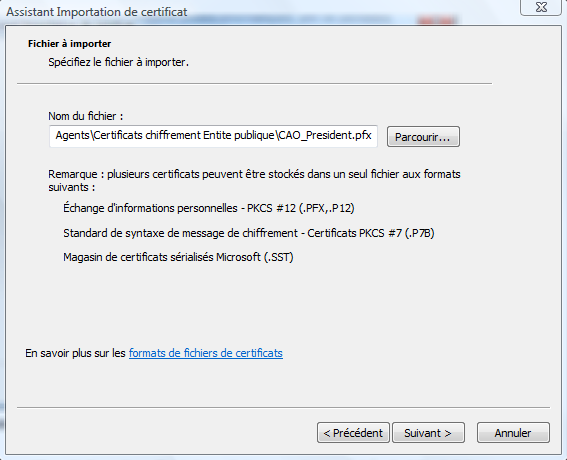 Assistant Importation de certificat
Fichier à importer
Spécifiez le fichier à importer.
Nom du fichier :
Agents\Certificats chiffrement Entite publique\CAO_President.pfx
Parcourir...
Remarque : plusieurs certificats peuvent être stockés dans un seul fichier aux formats
suivants :
Échange d'informations personnelles - PKCS #12 (.PFX,.P12)
Standard de syntaxe de message de chiffrement - Certificats PKCS #7 (.P7B)
Magasin de certificats sérialisés Microsoft (.SST)
En savoir plus sur les formats de fichiers de certificats
< Précédent
Suivant >
Annuler